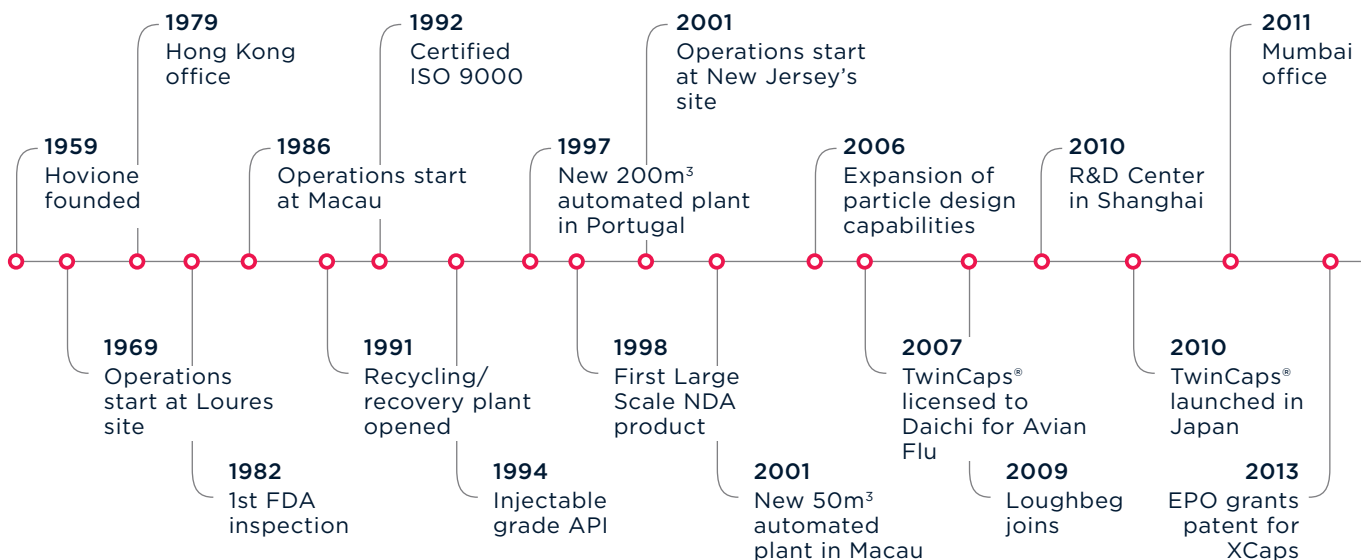 1979
Hong Kong
office
1992
Certified
ISO 9000
2001
Operations start
at New Jersey's
site
2011
Mumbai
office
1959
Hovione
founded
1986
Operations start
at Macau
1997
New 200m³
automated plant
in Portugal
2006
Expansion of
particle design
capabilities
2010
R&D Center
in Shanghai
1969
Operations
start at Loures
site
1991
Recycling/
recovery plant
opened
1998
First Large
Scale NDA
product
2007
TwinCaps®
licensed to
Daichi for Avian
Flu
2010
TwinCaps®
launched in
Japan
1982
1st FDA
inspection
1994
Injectable
grade API
2001
New 50m³
automated
plant in Macau
2009
Loughbeg
joins
2013
EPO grants
patent for
XCaps